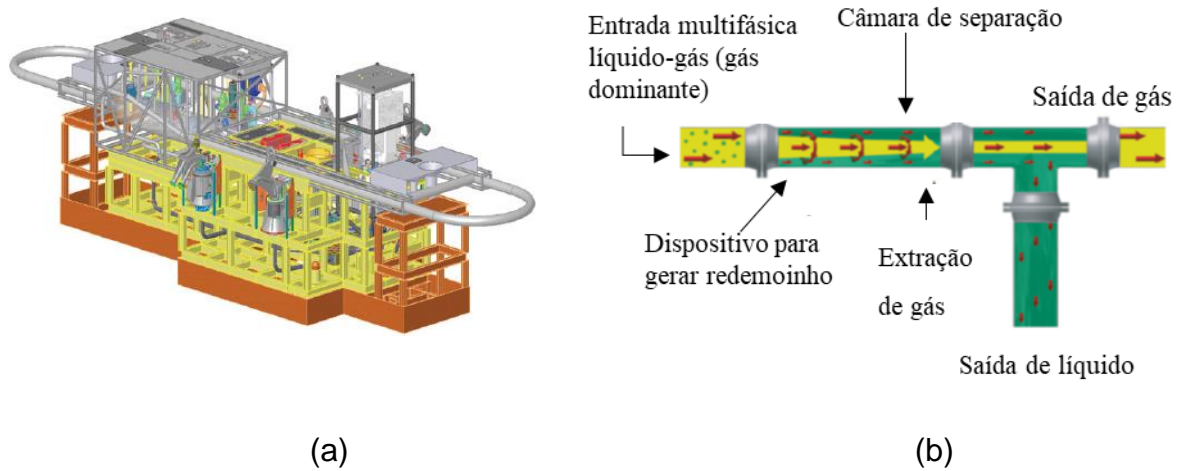 Entrada multifásica
líquido-gás (gás
dominante)
Câmara de separação
Saída de gás
Dispositivo para
gerar redemoinho
Extração
de gás
Saída de líquido
(a)
(b)